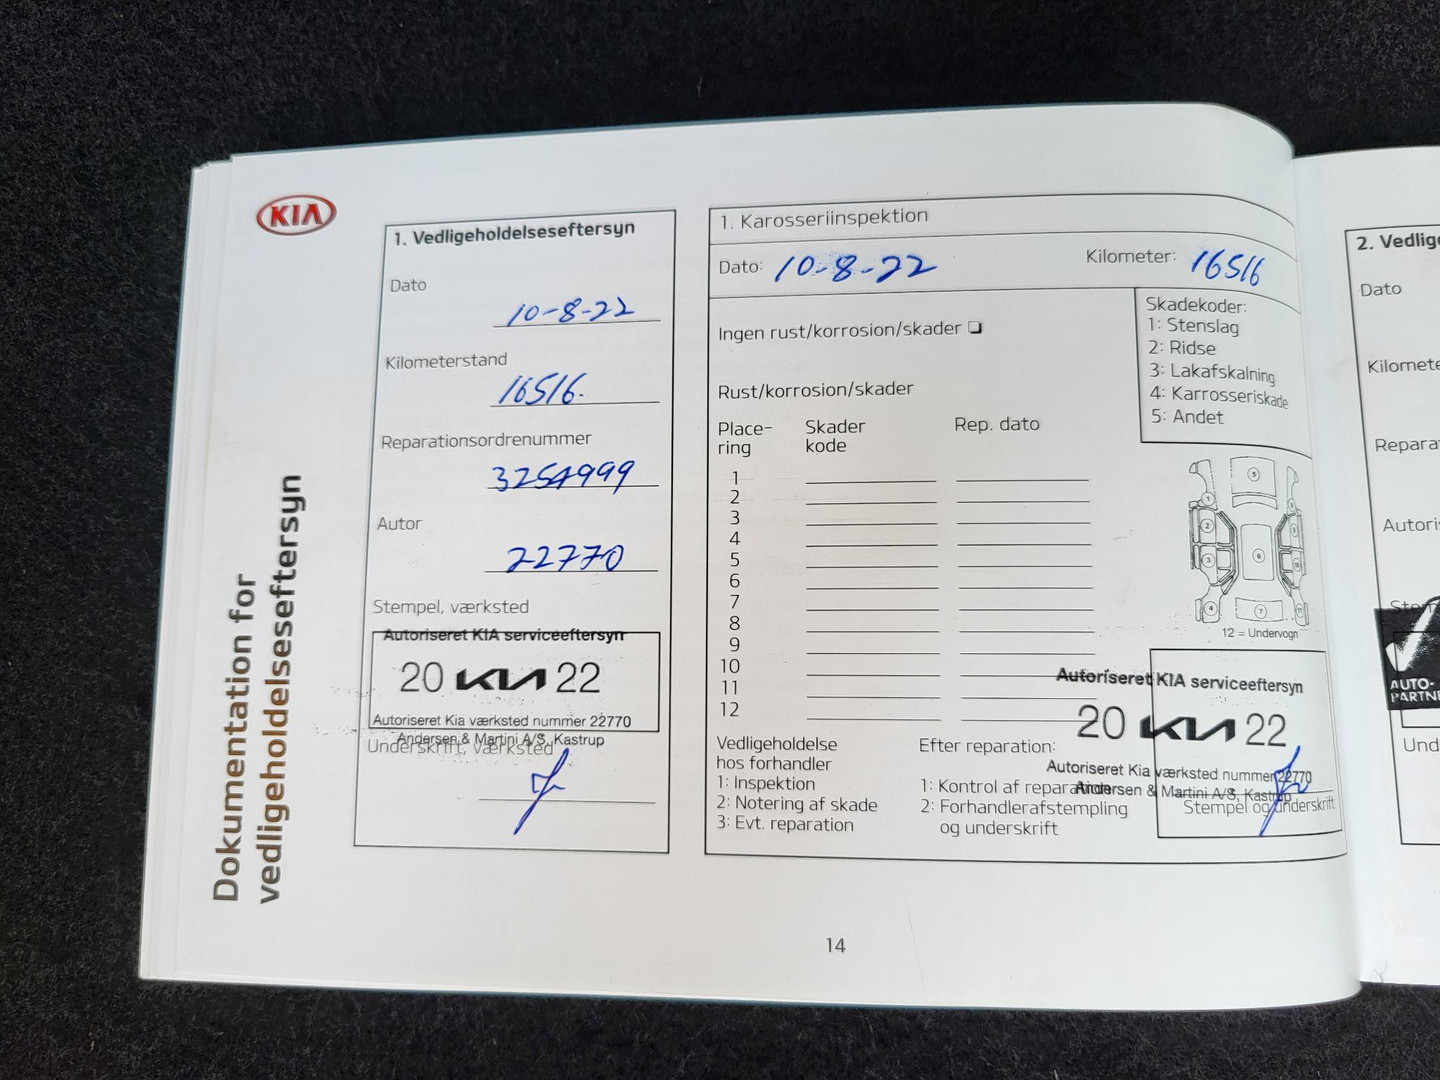 KIA
Dokumentation for
vedligeholdelseseftersyn
1. Vedligeholdelseseftersyn
Dato
10-8-22
Kilometerstand
16516.
Reparationsordrenummer
3254999
Autor
22770
Stempel, værksted
Autoriseret KIA serviceeftersyn
20 KIA 22
Autoriseret Kia værksted nummer 22770
Andersen & Martini A/S, Kastrup
Underskrift, værksted
1. Karosseriinspektion
Dato: 10-8-22 Kilometer: 16516
Ingen rust/korrosion/skader
Skadekoder:
1: Stenslag
2: Ridse
3: Lakafskalning
4: Karrosseriskade
5: Andet
Rust/korrosion/skader
Place-
ring
Skader
kode
Rep. dato
1
2
3
4
5
6
7
8
9
10
11
12
12 = Undervogn
Vedligeholdelse
hos forhandler
1: Inspektion
2: Notering af skade
3: Evt. reparation
Efter reparation:
1: Kontrol af reparation
2: Forhandlerafstempling
og underskrift
Autoriseret KIA serviceeftersyn
20 KIA 22
Autoriseret Kia værksted nummer 22770
Andersen & Martini A/S, Kastrup
Stempel og underskrift
14
2. Vedlig
Dato
Kilomete
Repara
Autori
Stem
AUTO-
PARTN
Und